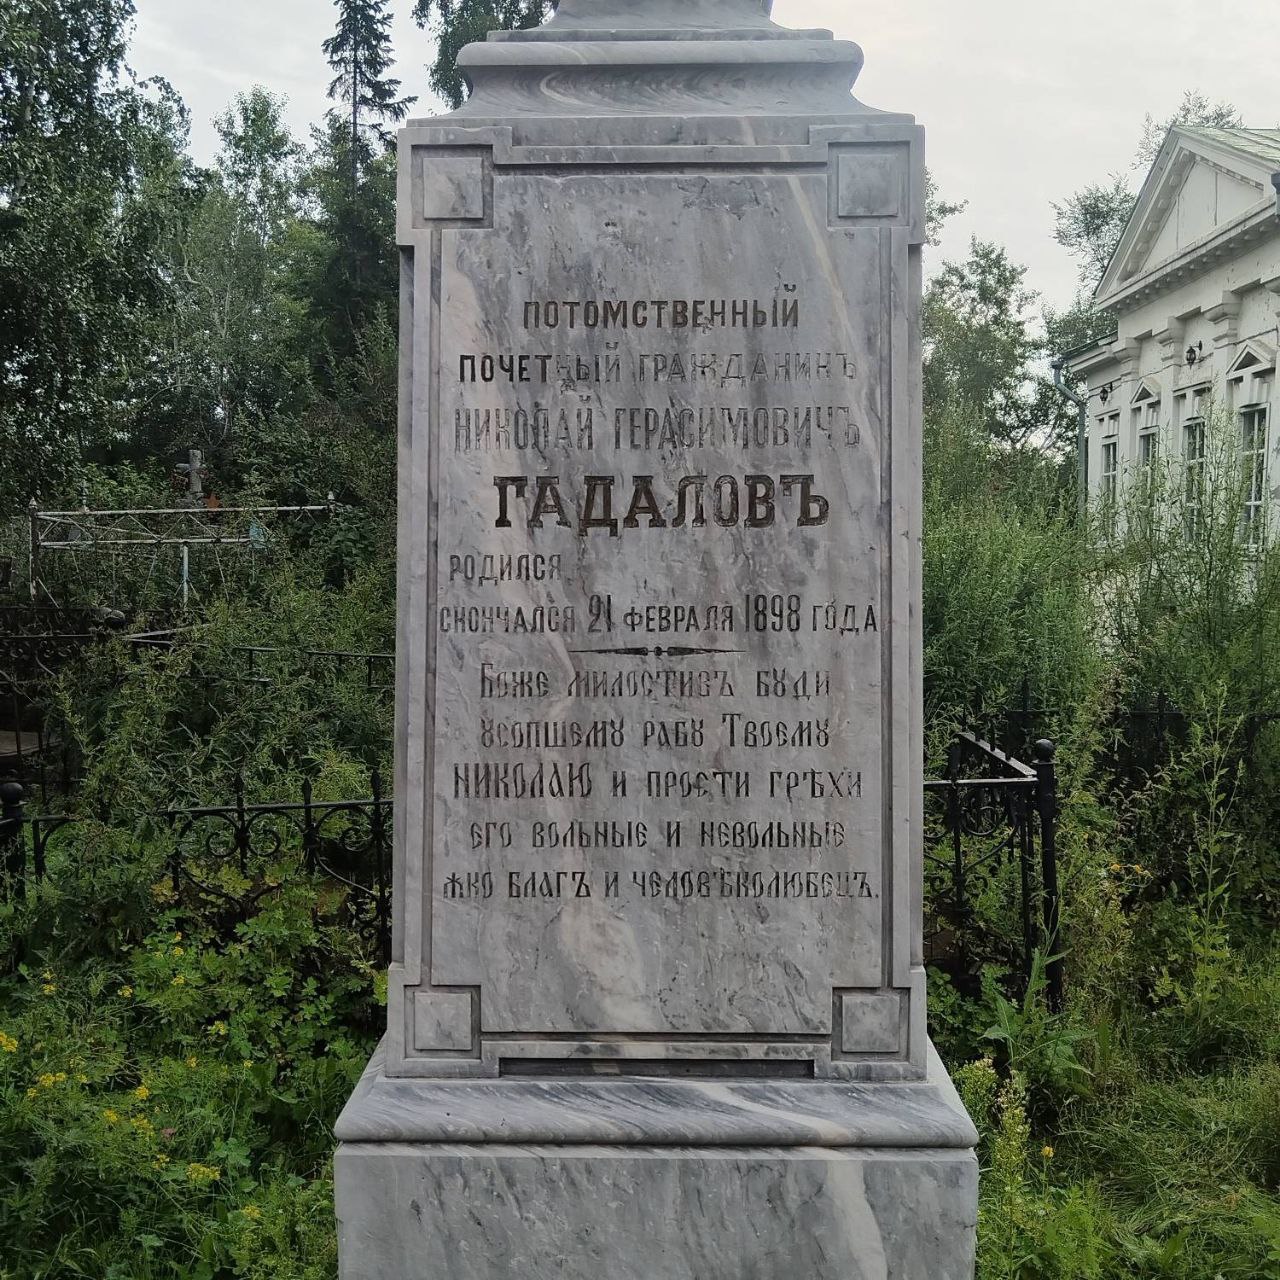 ПОТОМСТВЕННЫЙ
ПОЧЕТНЫЙ ГРАЖДАНИНЪ
НИКОЛАЙ ГЕРАСИМОВИЧЪ
ГАДАЛОВЪ
РОДИЛСЯ
СКОНЧАЛСЯ 21 ФЕВРАЛЯ 1898 ГОДА
БОЖЕ МИЛОСТИВЪ БУДИ
УСОПШЕМУ РАБУ ТВОЕМУ
НИКОЛАЮ И ПРОСТИ ГРѢХИ
ЕГО ВОЛЬНЫЕ И НЕВОЛЬНЫЕ
ѨКО БЛАГЪ И ЧЕЛОВѢКОЛЮБЕЦЪ.